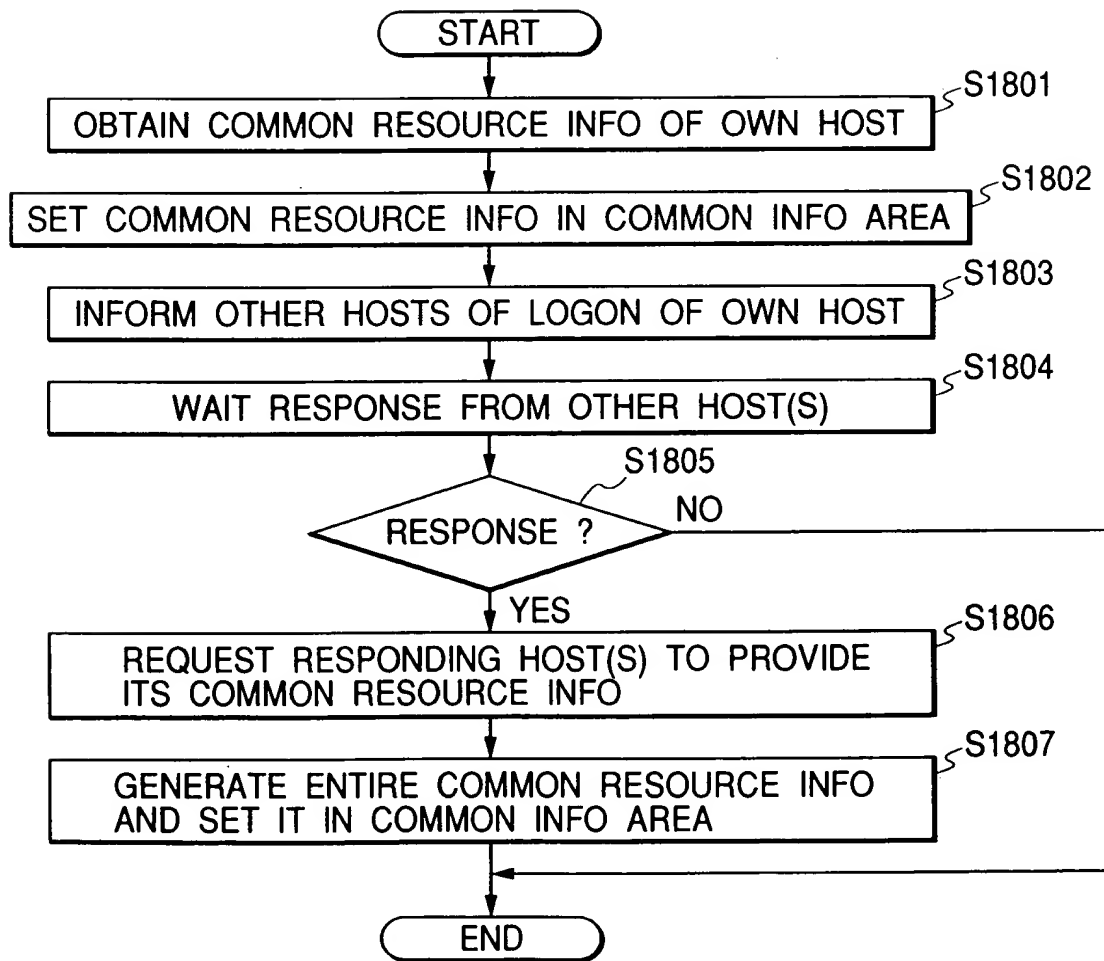 START
S1801
OBTAIN COMMON RESOURCE INFO OF OWN HOST
S1802
SET COMMON RESOURCE INFO IN COMMON INFO AREA
S1803
INFORM OTHER HOSTS OF LOGON OF OWN HOST
S1804
WAIT RESPONSE FROM OTHER HOST(S)
S1805
RESPONSE ?
NO
YES
S1806
REQUEST RESPONDING HOST(S) TO PROVIDE
ITS COMMON RESOURCE INFO
S1807
GENERATE ENTIRE COMMON RESOURCE INFO
AND SET IT IN COMMON INFO AREA
END